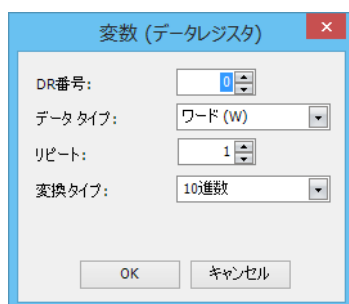 変数 (データレジスタ)
×
DR番号: 0
データ タイプ: ワード (W)
リピート: 1
変換タイプ: 10進数
OK キャンセル